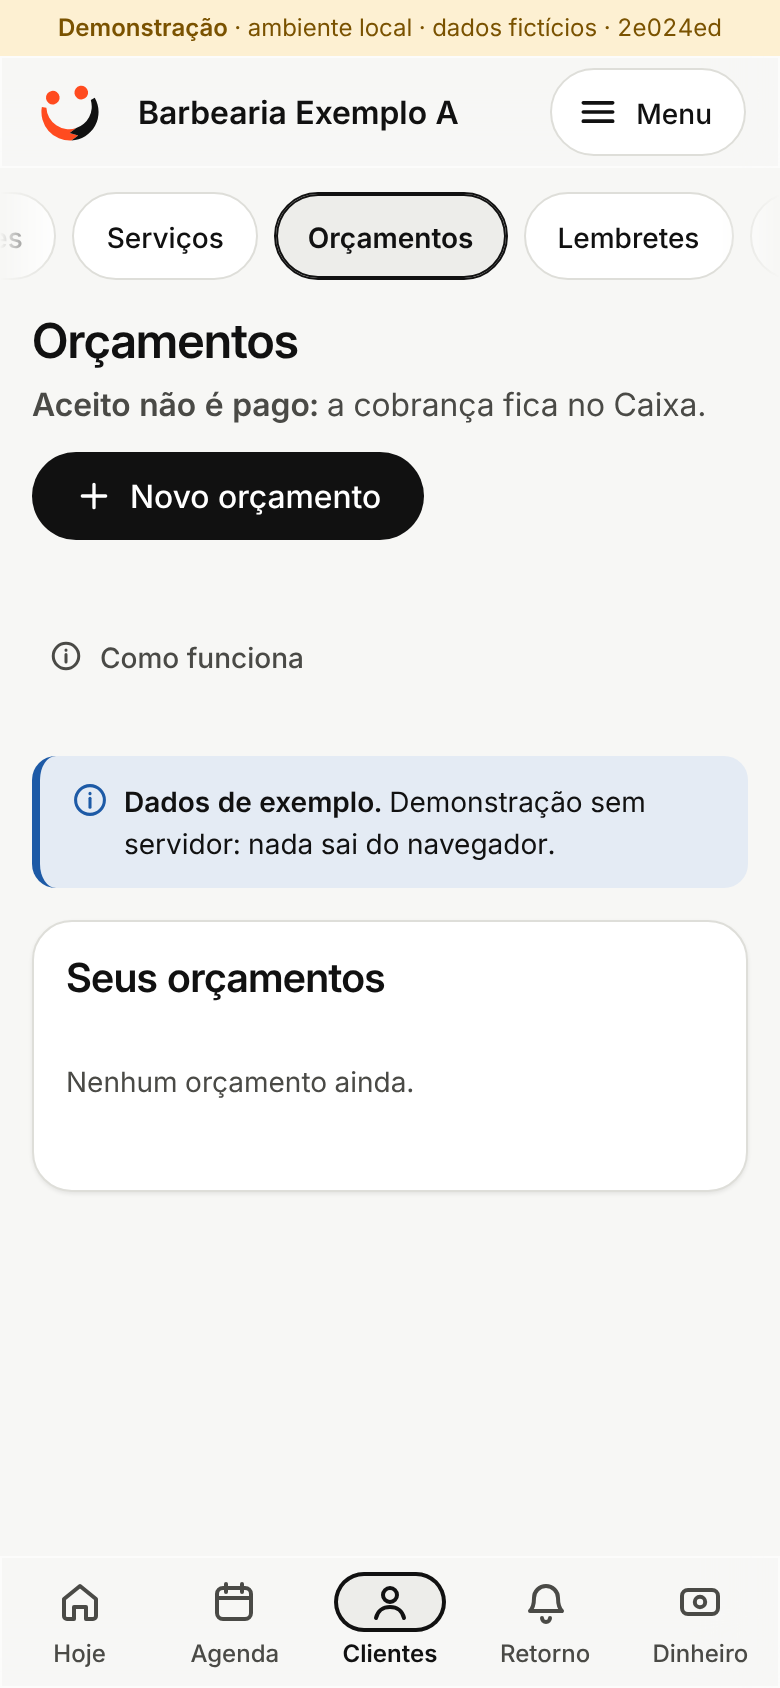 Demonstração · ambiente local · dados fictícios · 2e024ed
Barbearia Exemplo A
Menu
Serviços
Orçamentos
Lembretes
Orçamentos
Aceito não é pago: a cobrança fica no Caixa.
Novo orçamento
Como funciona
Dados de exemplo. Demonstração sem
servidor: nada sai do navegador.
Seus orçamentos
Nenhum orçamento ainda.
Hoje
Agenda
Clientes
Retorno
Dinheiro